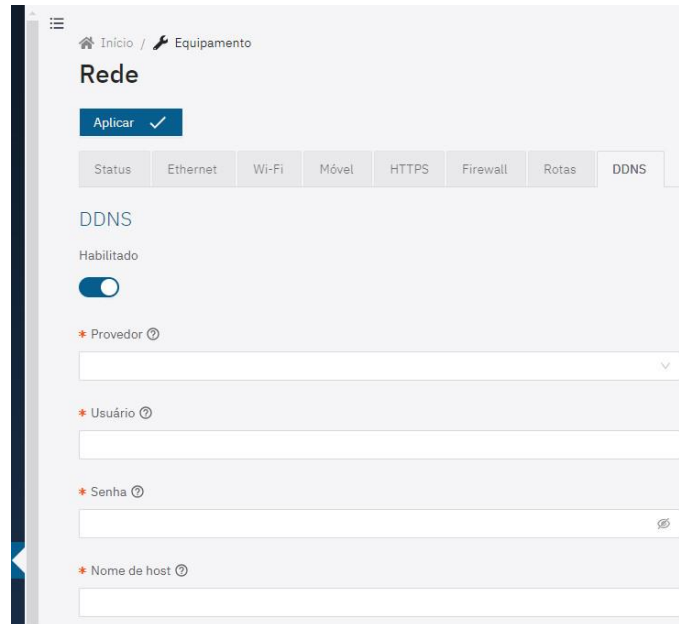 Início / Equipamento
Rede
Aplicar
Status Ethernet Wi-Fi Móvel HTTPS Firewall Rotas DDNS
DDNS
Habilitado
* Provedor
* Usuário
* Senha
* Nome de host